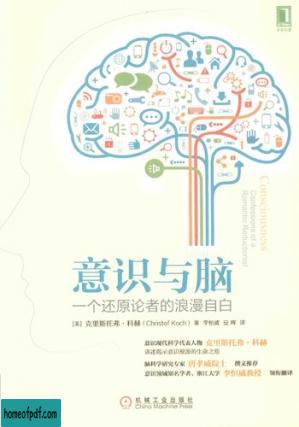 Consciousness
Confessions of a
Romantic Reductionist
意识与脑
一个还原论者的浪漫自白
[美] 克里斯托弗·科赫 (Christof Koch) 著 李恒威 安晖 译
意识现代科学代表人物 克里斯托弗·科赫
讲述揭示意识根源的生命之旅
脑科学研究专家 唐孝威院士 撰文推荐
意识领域知名学者、浙江大学 李恒威教授 领衔翻译
机械工业出版社
homeofpdf.com